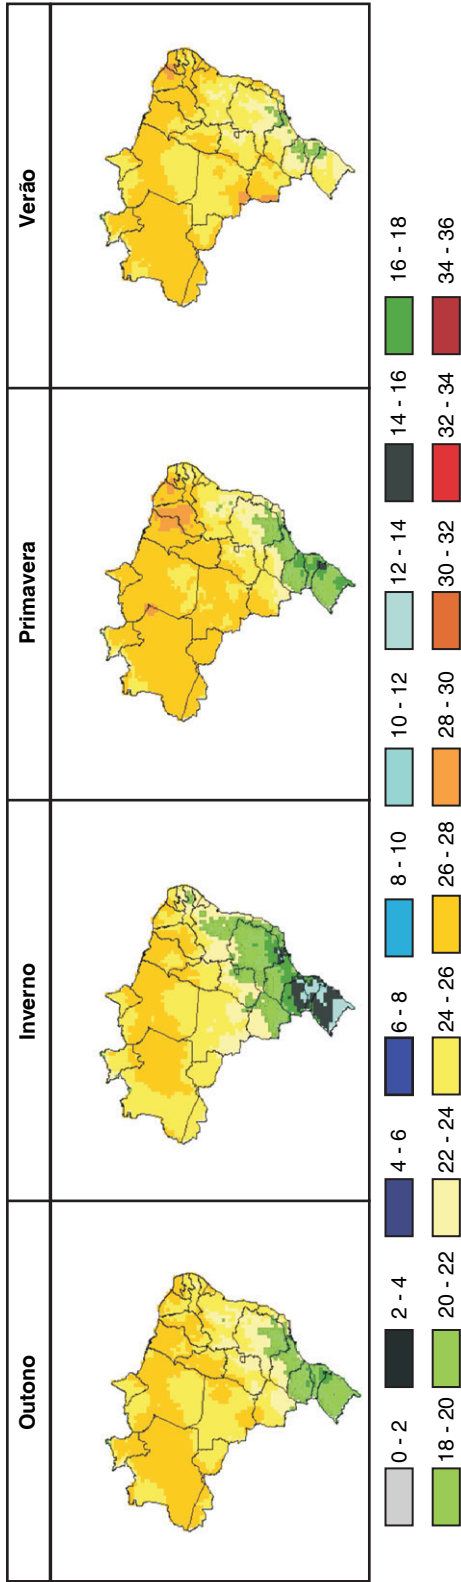 Outono Inverno Primavera Verão
0 - 2 2 - 4 4 - 6 6 - 8 8 - 10 10 - 12 12 - 14 14 - 16 16 - 18
18 - 20 20 - 22 22 - 24 24 - 26 26 - 28 28 - 30 30 - 32 32 - 34 34 - 36